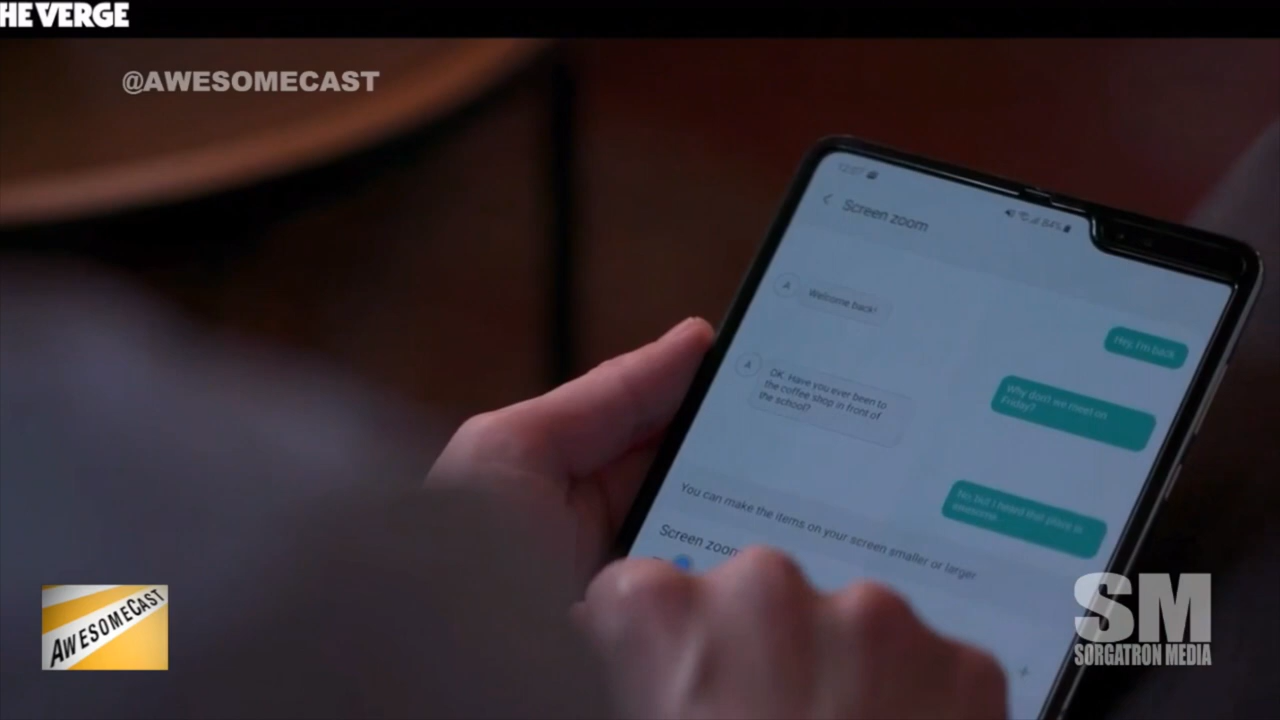 HE VERGE
@AWESOMECAST
Screen zoom
84%
Welcome back!
Hey, I'm back
Why don't we meet on
Friday?
OK. Have you ever been to
the coffee shop in front of
the school?
No, but I heard that place is
awesome.
You can make the items on your screen smaller or larger
Screen zoom
AWESOMECAST
SM
SORGATRON MEDIA